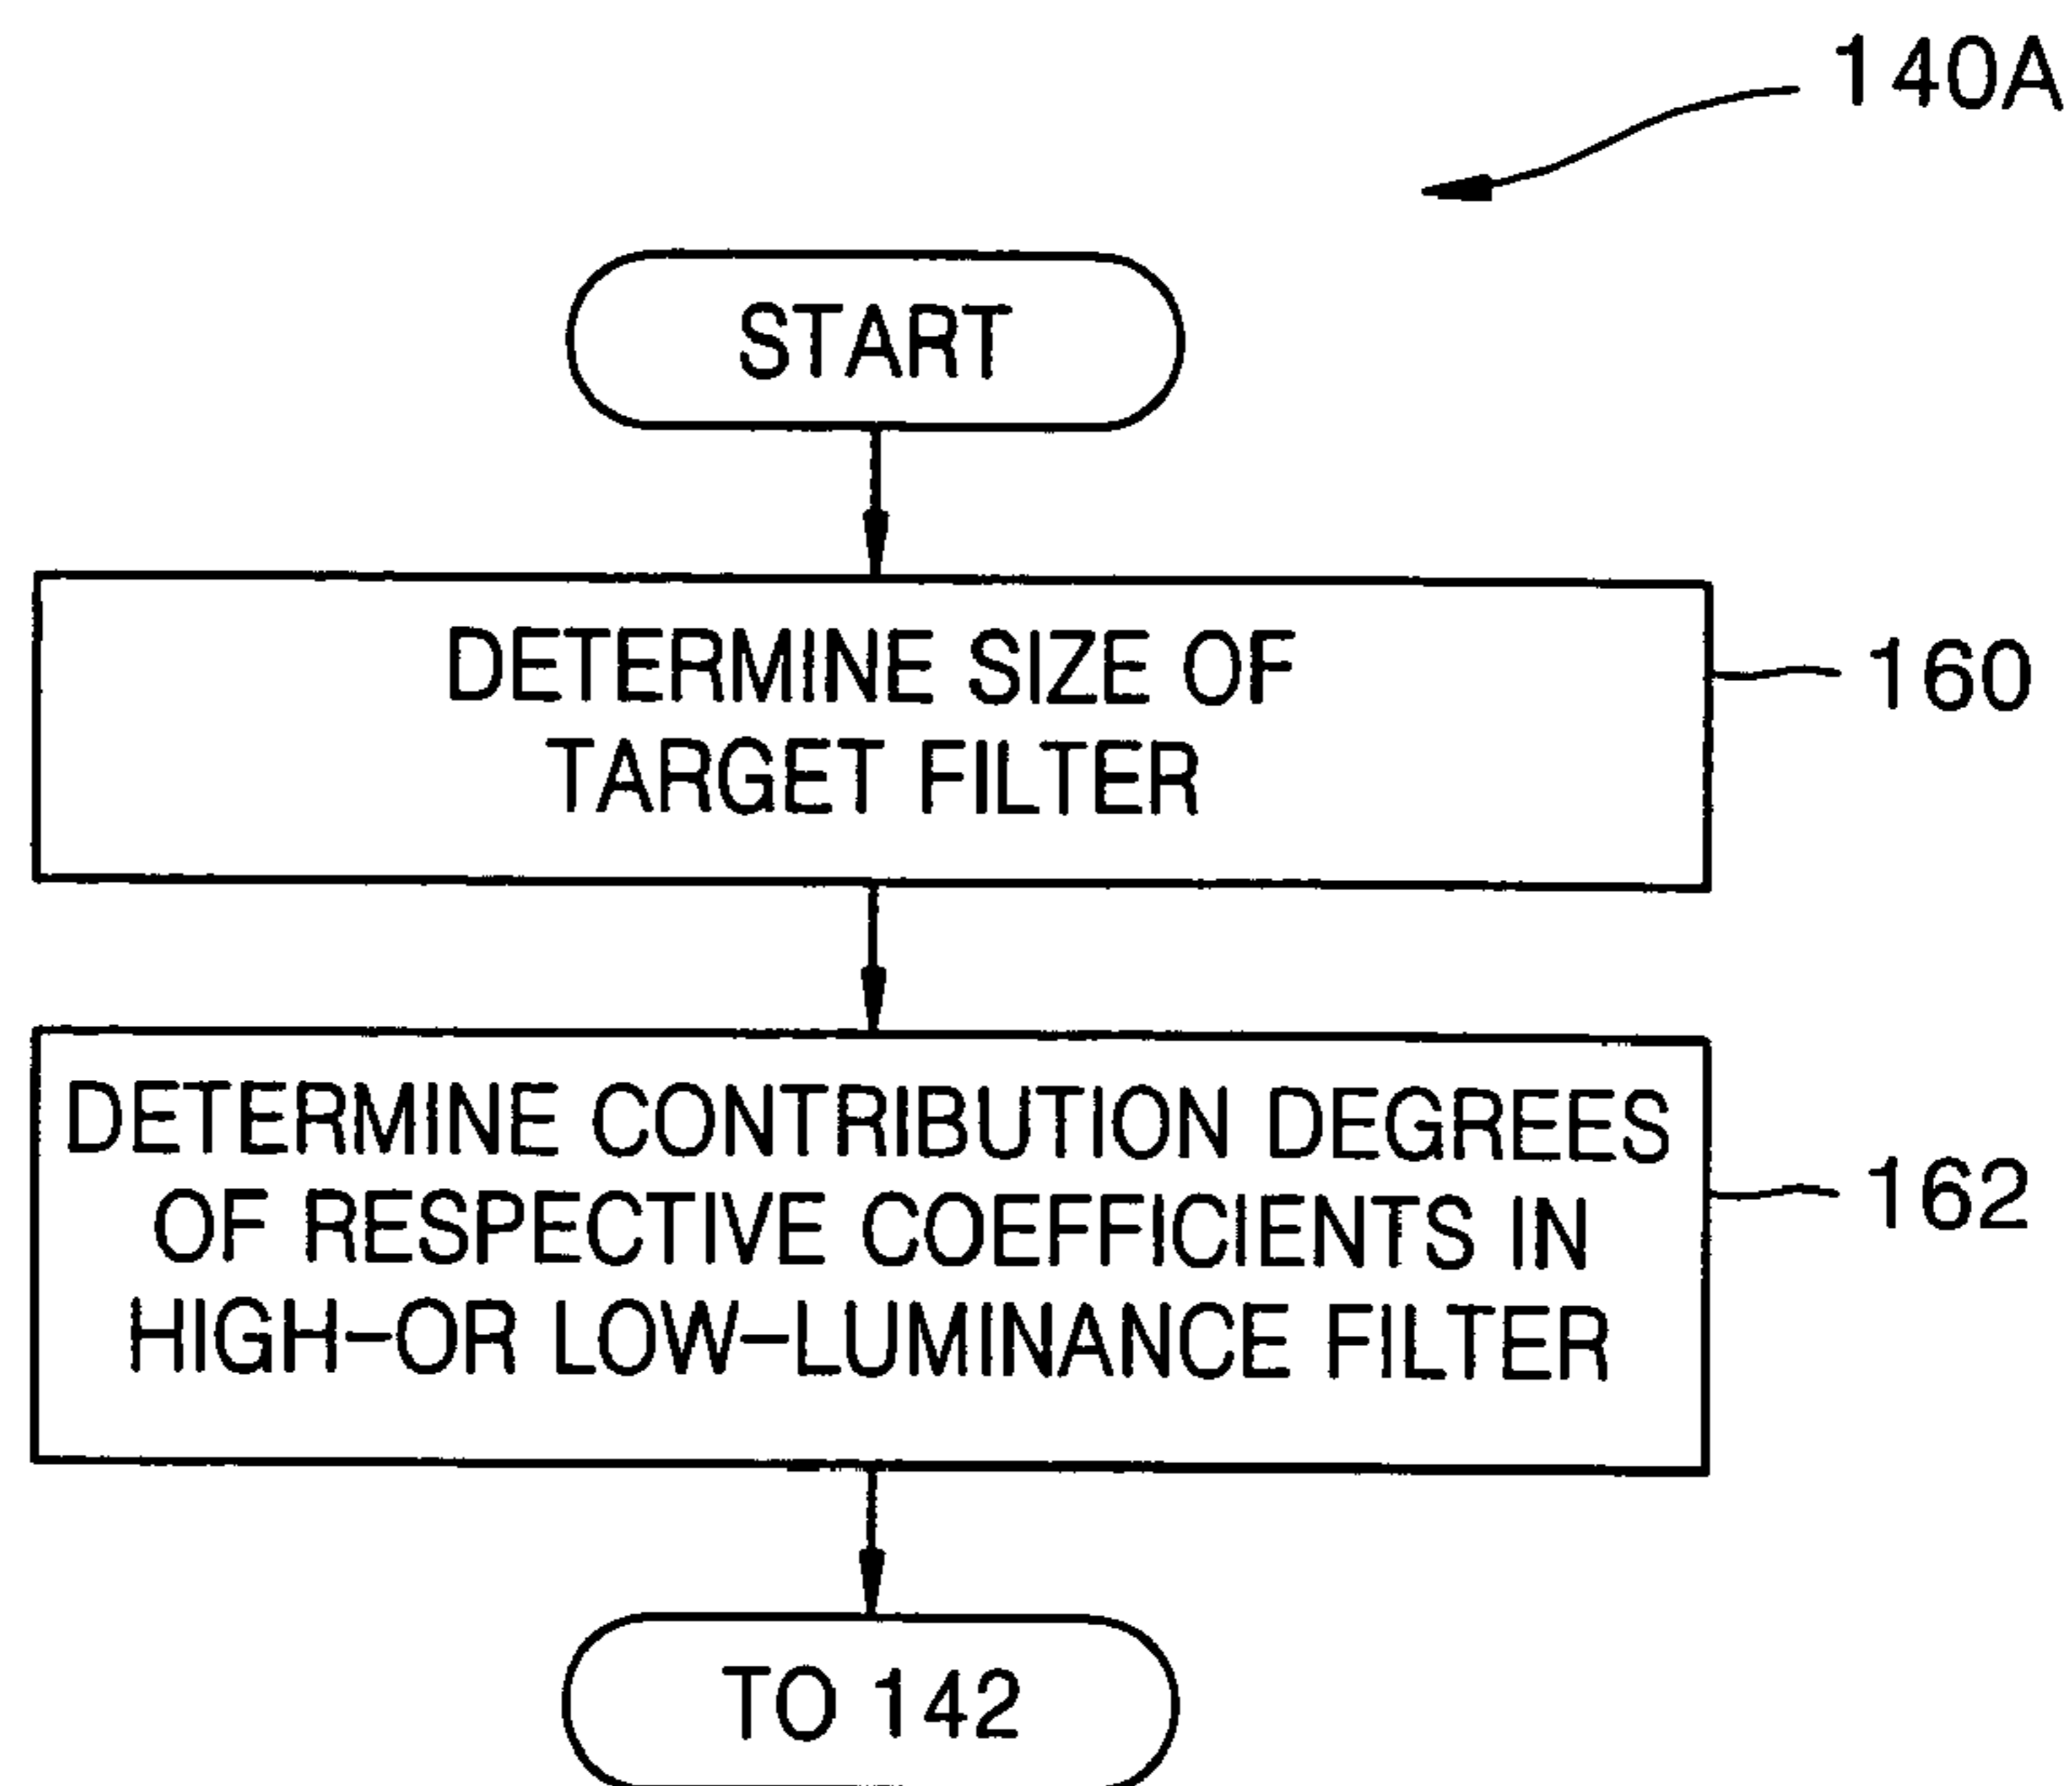 140A
START
DETERMINE SIZE OF
TARGET FILTER
160
DETERMINE CONTRIBUTION DEGREES
OF RESPECTIVE COEFFICIENTS IN
HIGH-OR LOW-LUMINANCE FILTER
162
TO 142